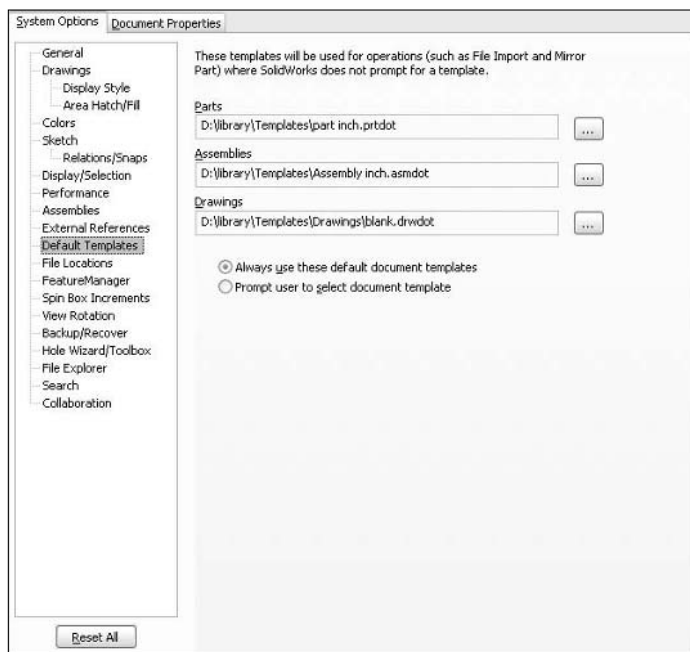 System Options
Document Properties
General
Drawings
Display Style
Area Hatch/Fill
Colors
Sketch
Relations/Snaps
Display/Selection
Performance
Assemblies
External References
Default Templates
File Locations
FeatureManager
Spin Box Increments
View Rotation
Backup/Recover
Hole Wizard/Toolbox
File Explorer
Search
Collaboration
Reset All
These templates will be used for operations (such as File Import and Mirror
Part) where SolidWorks does not prompt for a template.
Parts
D:\library\Templates\part inch.prtdot
...
Assemblies
D:\library\Templates\Assembly inch.asmdot
...
Drawings
D:\library\Templates\Drawings\blank.drwdot
...
Always use these default document templates
Prompt user to select document template